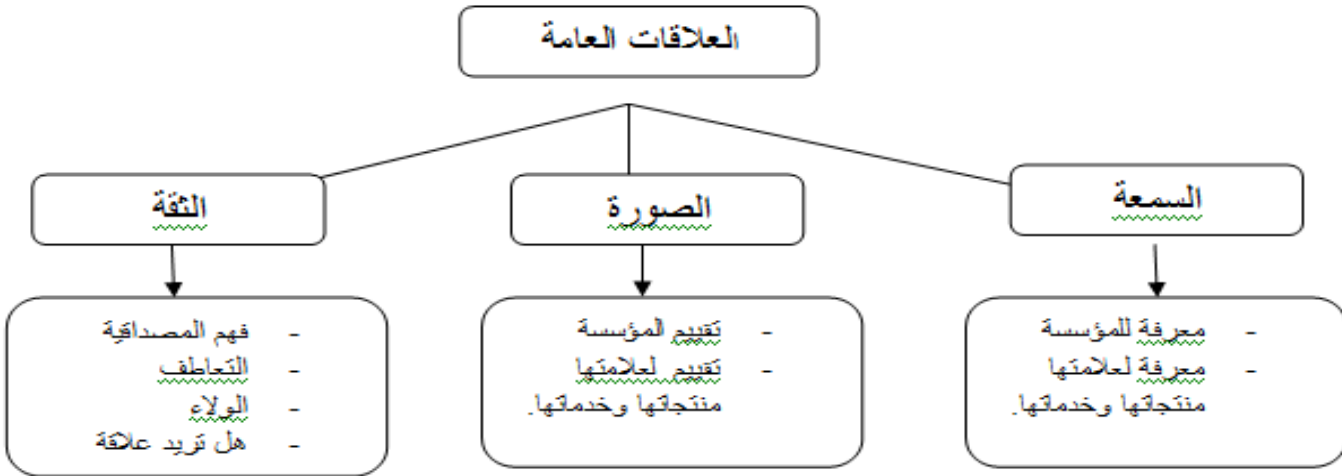 العلاقات العامة
السمعة
الصورة
الثقة
- معرفة للمؤسسة
- معرفة لعلامتها
منتجاتها وخدماتها.
- تقييم المؤسسة
- تقييم لعلامتها
منتجاتها وخدماتها.
- فهم المصداقية
- التعاطف
- الولاء
- هل تريد علاقة